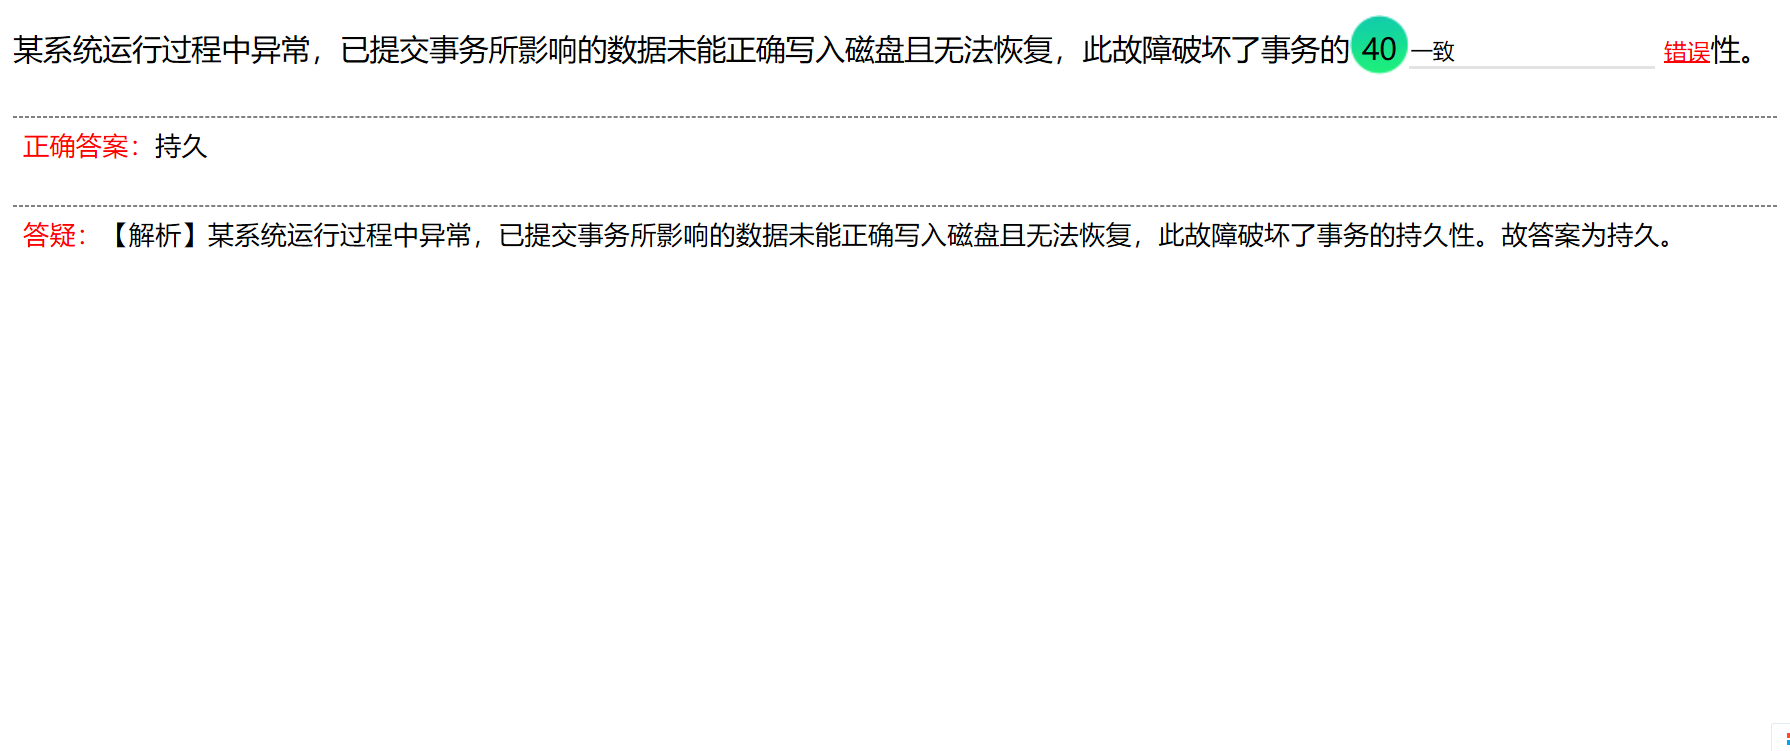 某系统运行过程中异常，已提交事务所影响的数据未能正确写入磁盘且无法恢复，此故障破坏了事务的 40 一致 错误性。
正确答案：持久
答疑：【解析】某系统运行过程中异常，已提交事务所影响的数据未能正确写入磁盘且无法恢复，此故障破坏了事务的持久性。故答案为持久。